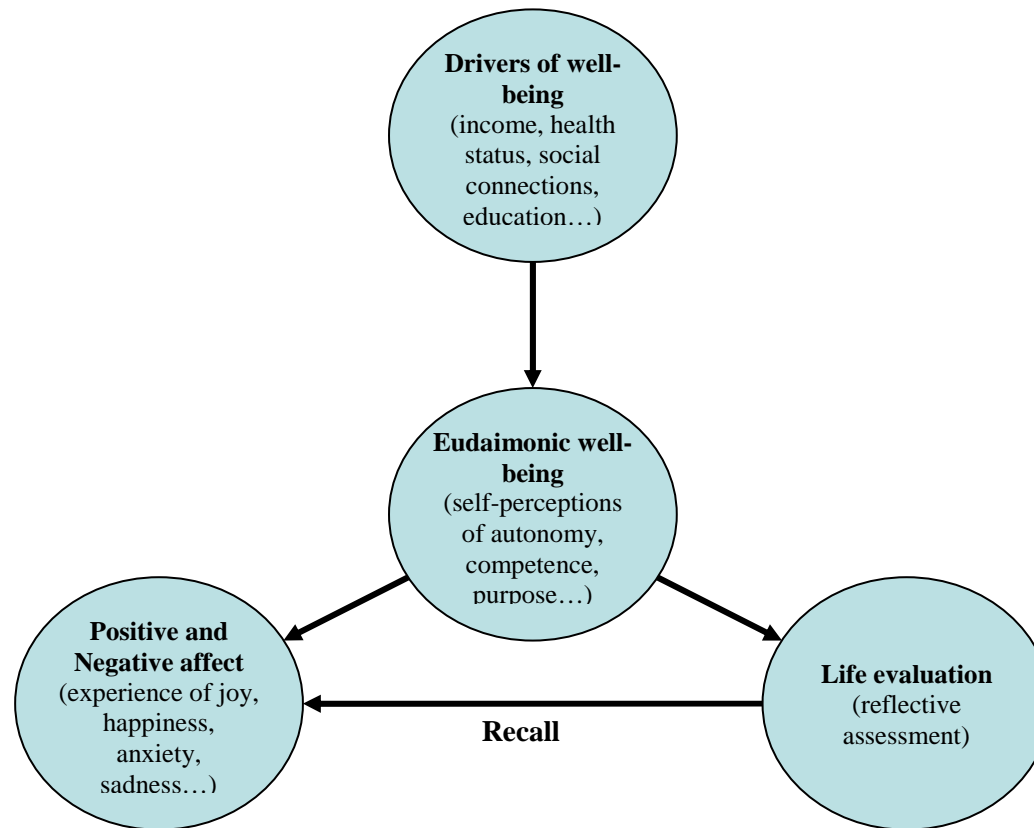 Drivers of well-
being
(income, health
status, social
connections,
education…)
Eudaimonic well-
being
(self-perceptions
of autonomy,
competence,
purpose…)
Positive and
Negative affect
(experience of joy,
happiness,
anxiety,
sadness…)
Life evaluation
(reflective
assessment)
Recall